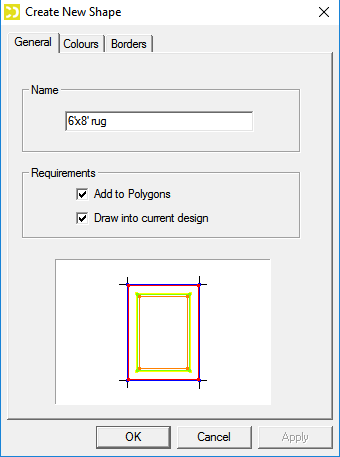 Create New Shape
General Colours Borders
Name
6'x8' rug
Requirements
Add to Polygons
Draw into current design
OK Cancel Apply